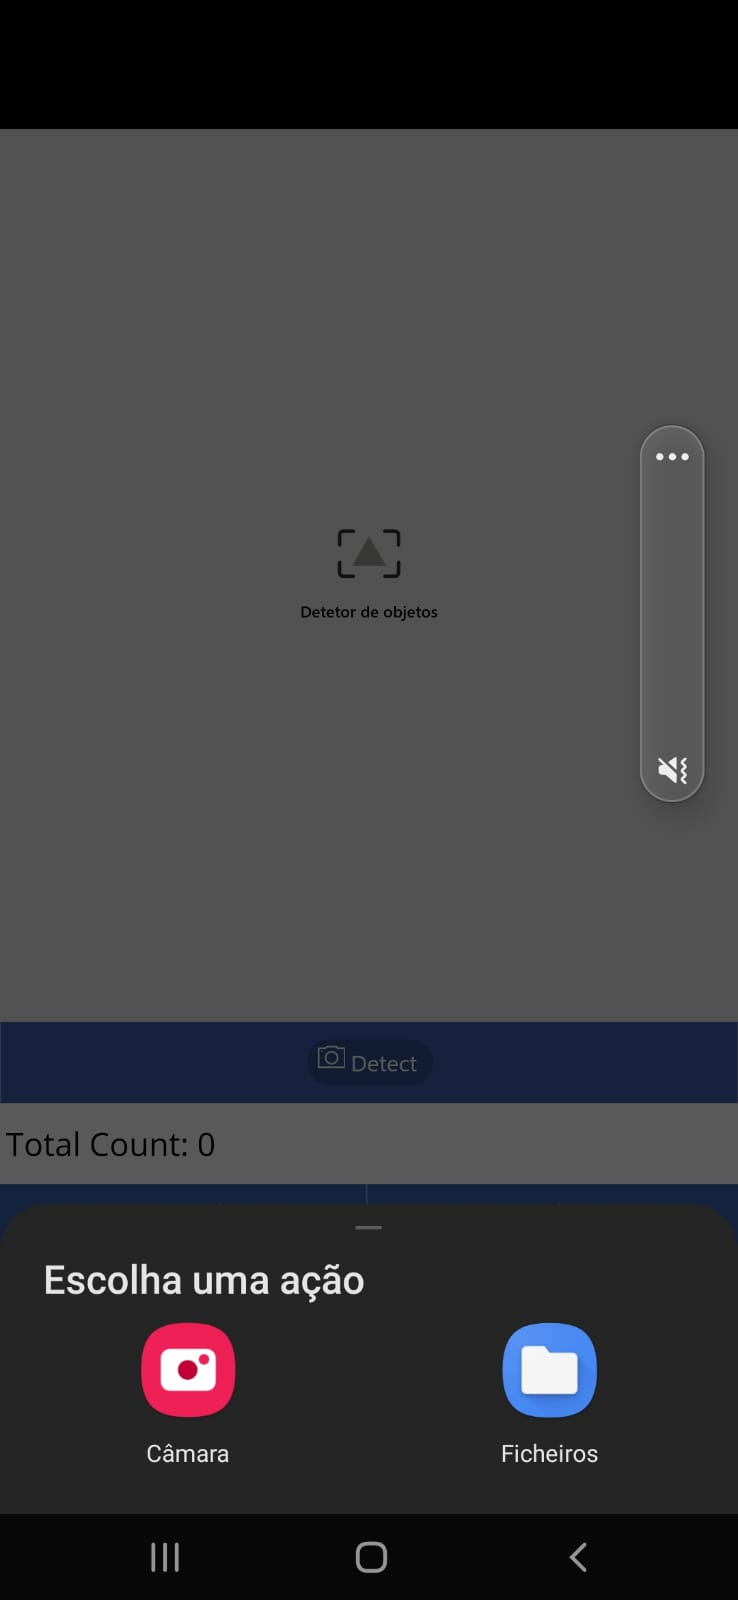 Detetor de objetos
Detect
Total Count: 0
Escolha uma ação
Câmara
Ficheiros